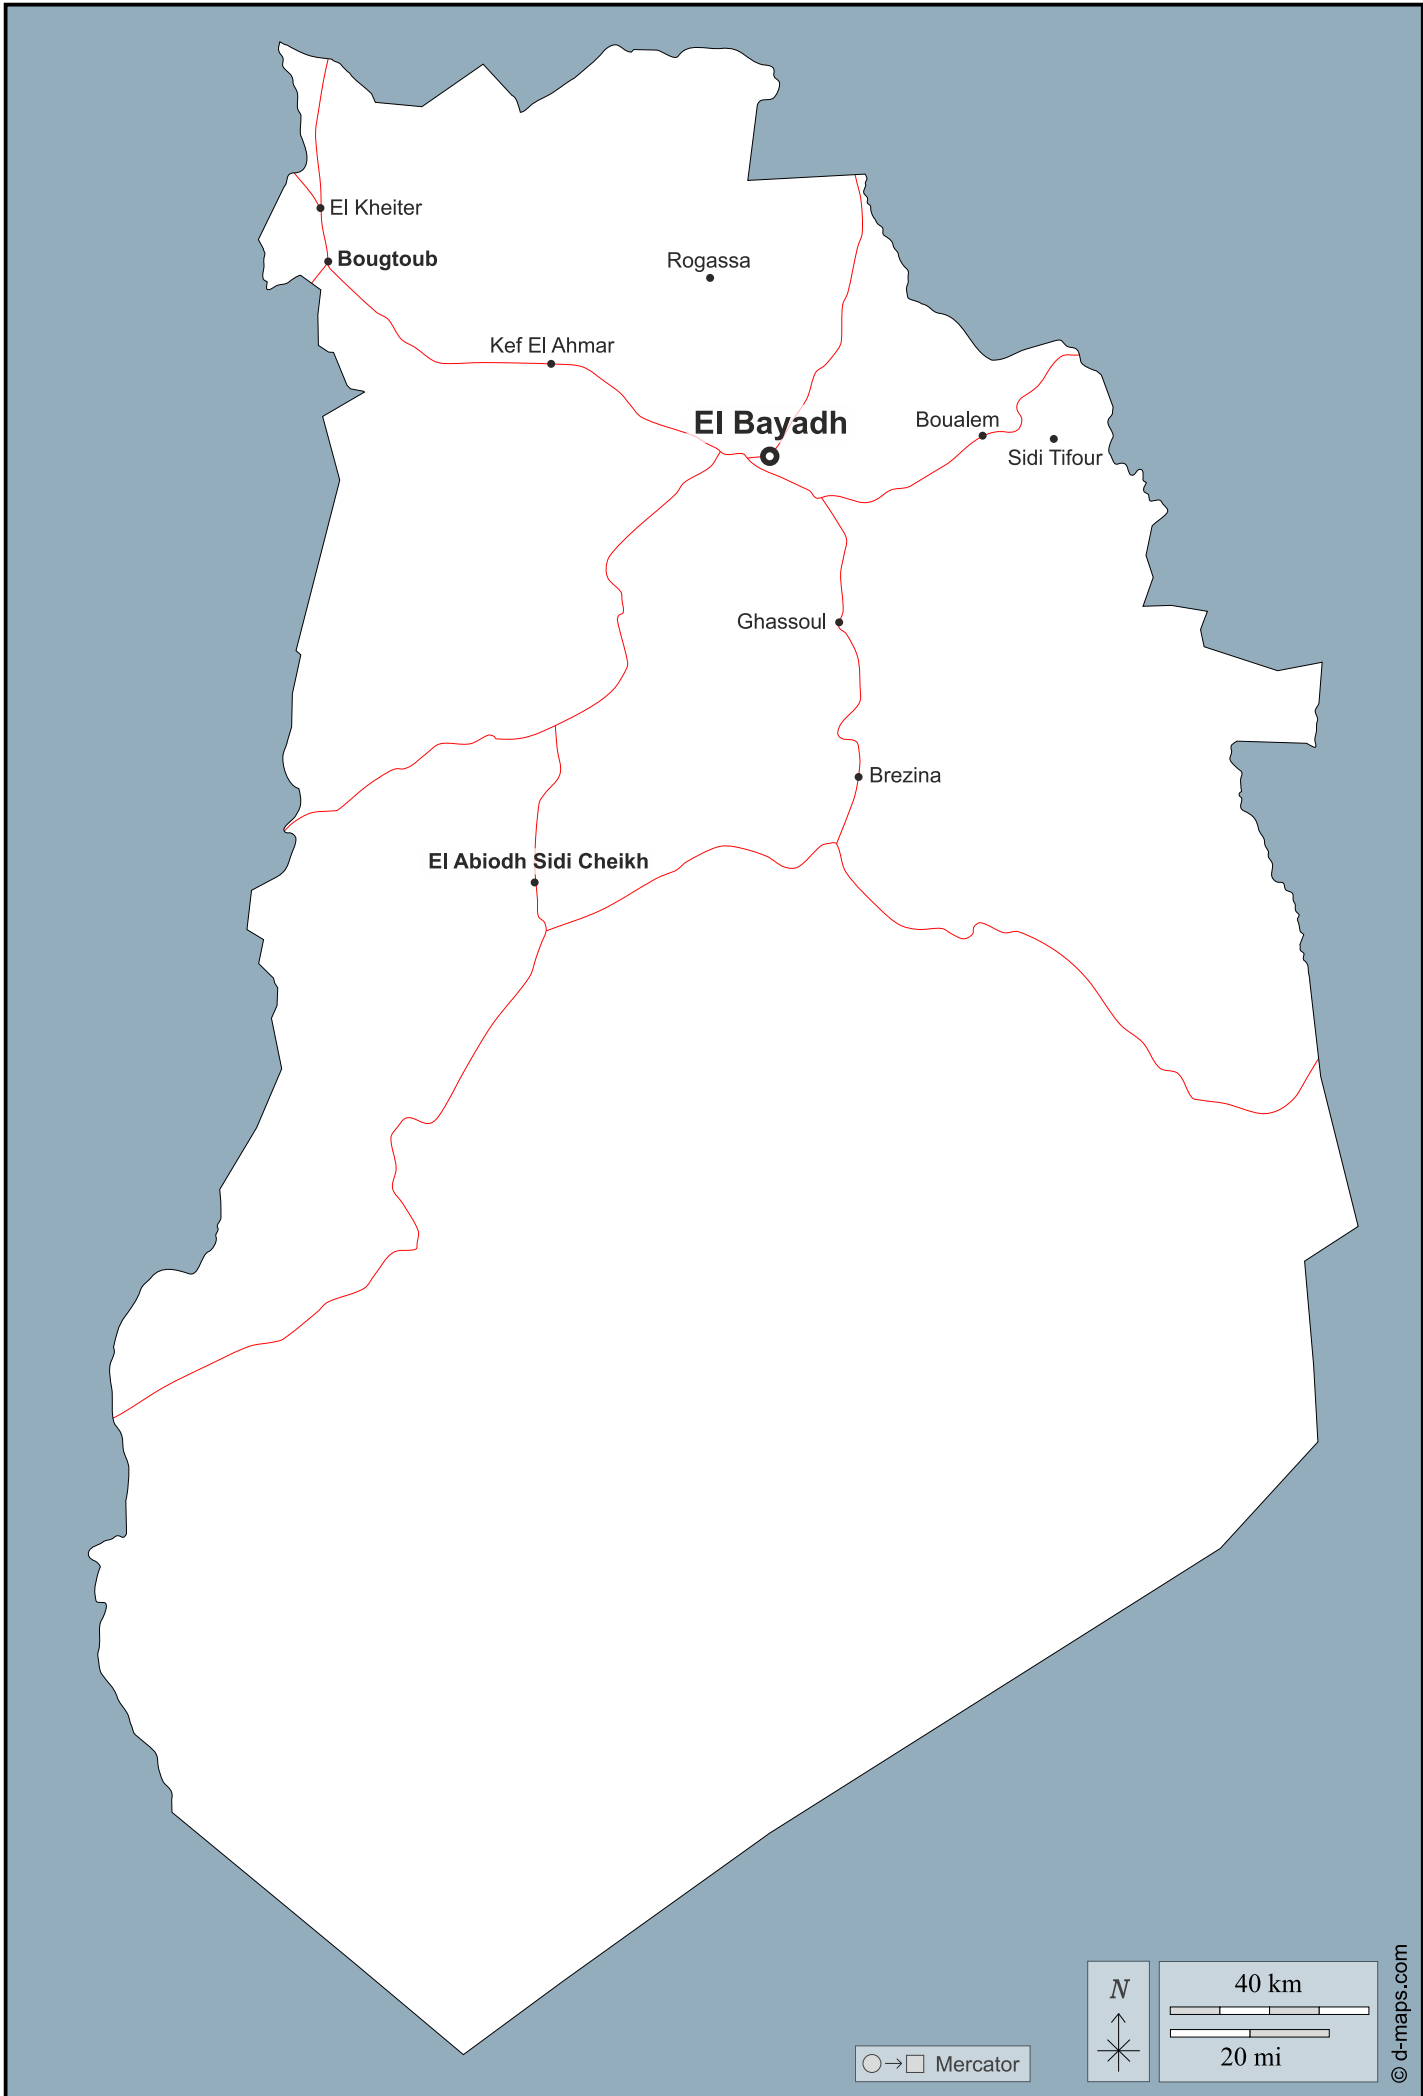 El Kheiter
Bougtoub
Rogassa
Kef El Ahmar
El Bayadh
Boualem
Sidi Tifour
Ghassoul
Brezina
El Abiodh Sidi Cheikh
N
40 km
20 mi
Mercator
© d-maps.com